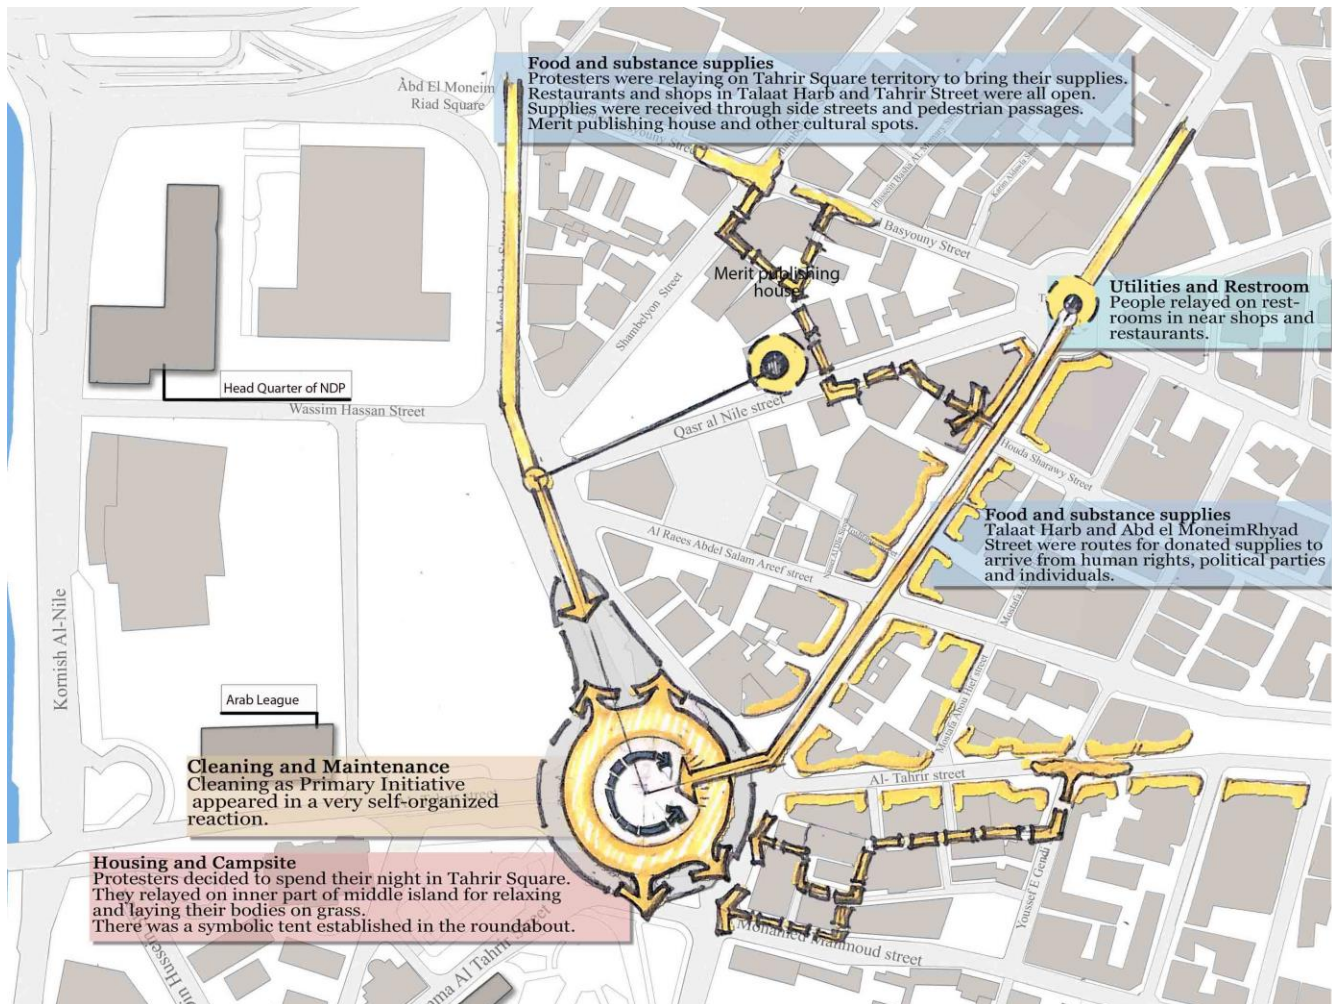 Food and substance supplies
Protesters were relaying on Tahrir Square territory to bring their supplies.
Restaurants and shops in Talaat Harb and Tahrir Street were all open.
Supplies were received through side streets and pedestrian passages.
Merit publishing house and other cultural spots.
Abd El Moneim
Riad Square
Basyouny Street
Merit publishing
house
Shambelyon Street
Utilities and Restroom
People relayed on rest-
rooms in near shops and
restaurants.
Head Quarter of NDP
Wassim Hassan Street
Qasr al Nile street
Houda Sharawy Street
Food and substance supplies
Talaat Harb and Abd el MoneimRhyad
Street were routes for donated supplies to
arrive from human rights, political parties
and individuals.
Al Raees Abdel Salam Areef street
Kornish Al-Nile
Mostafa Abou Hief street
Arab League
Cleaning and Maintenance
Cleaning as Primary Initiative
appeared in a very self-organized
reaction.
Al- Tahrir street
Housing and Campsite
Protesters decided to spend their night in Tahrir Square.
They relayed on inner part of middle island for relaxing
and laying their bodies on grass.
There was a symbolic tent established in the roundabout.
Youssef E Gendi
Mohamed Mahmoud street
Al Tahrir Street